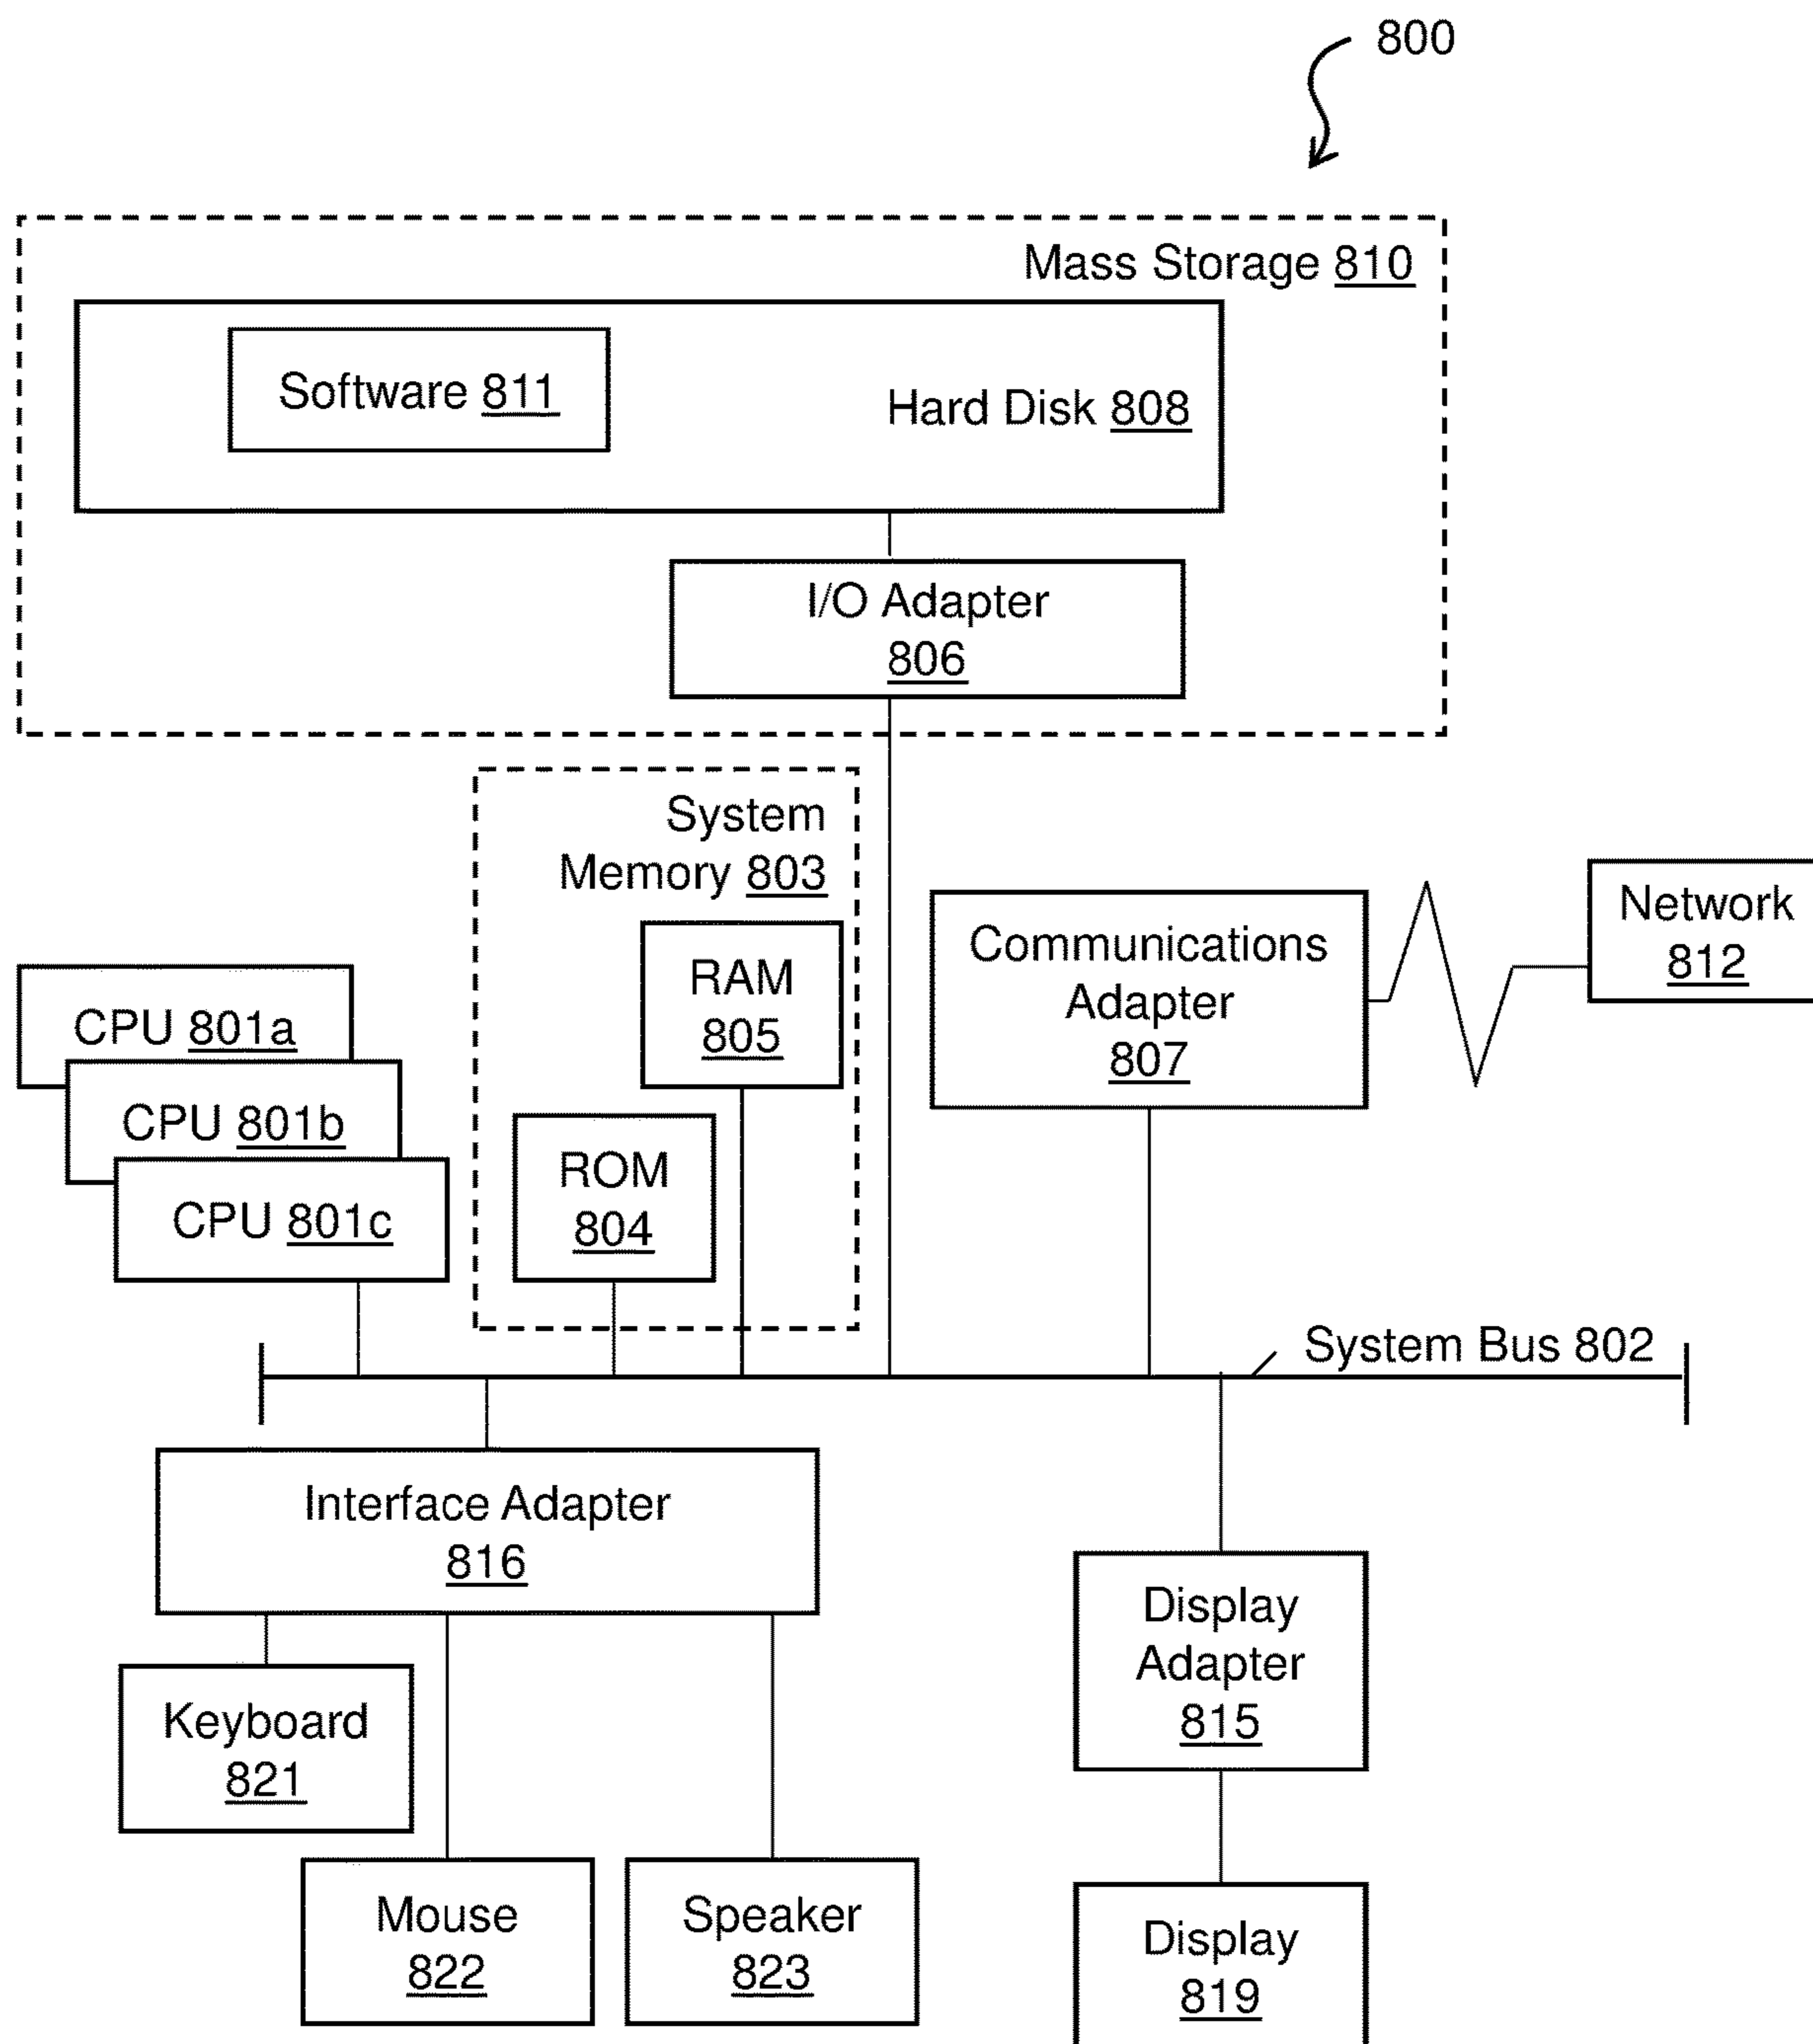 800
Mass Storage 810
Software 811
Hard Disk 808
I/O Adapter
806
System
Memory 803
RAM
805
ROM
804
CPU 801a
CPU 801b
CPU 801c
Communications
Adapter
807
Network
812
System Bus 802
Interface Adapter
816
Keyboard
821
Mouse
822
Speaker
823
Display
Adapter
815
Display
819